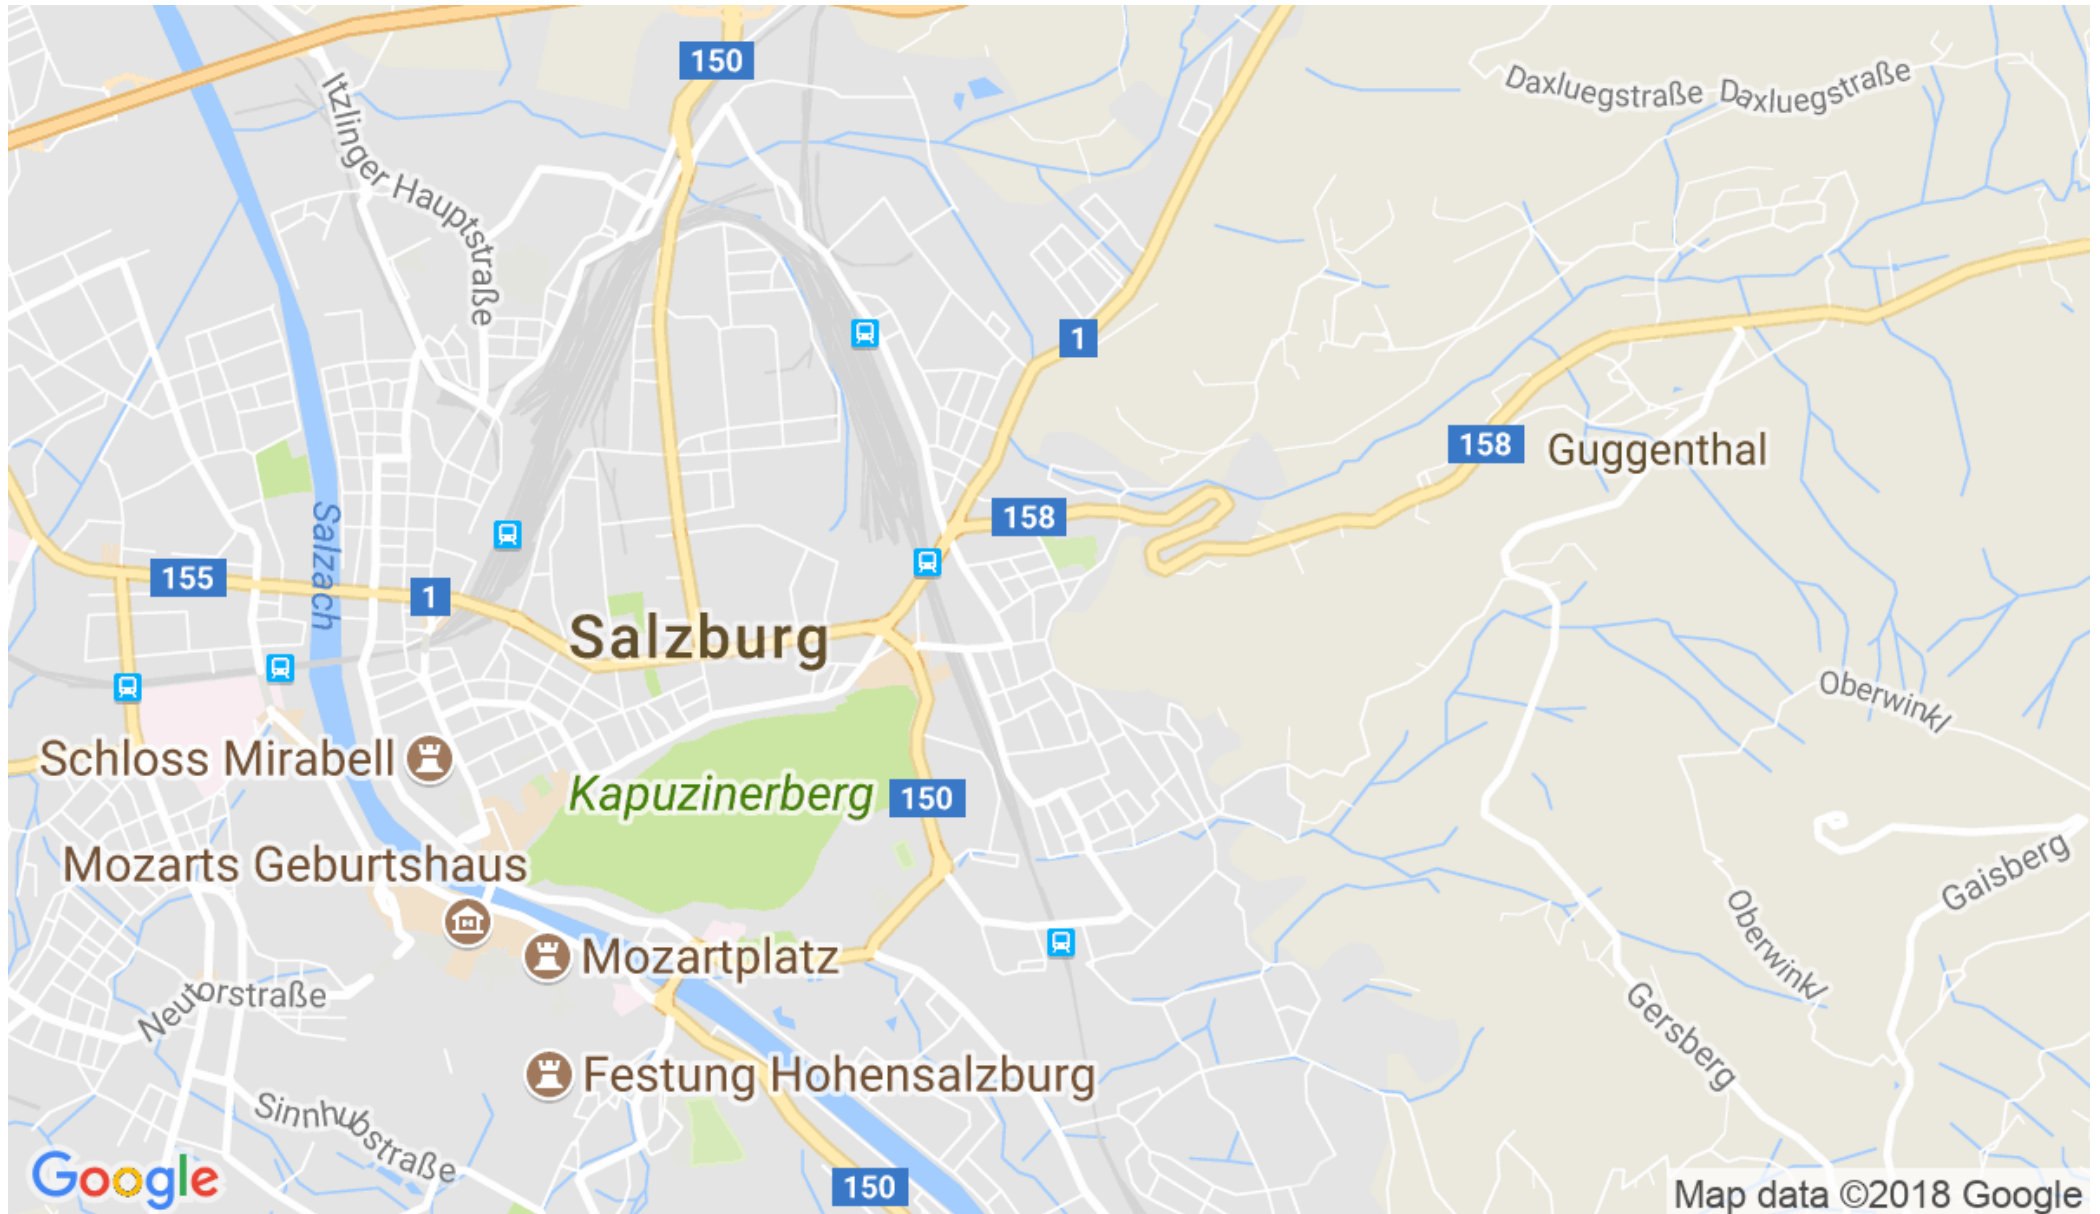 150
Itzlinger Hauptstraße
Daxluegstraße Daxluegstraße
1
158
Guggenthal
158
Salzach
155
1
Salzburg
Oberwinkl
Schloss Mirabell
Kapuzinerberg
150
Mozarts Geburtshaus
Gaisberg
Oberwinkl
Mozartplatz
Neutorstraße
Gersberg
Festung Hohensalzburg
Sinnhubstraße
Google
150
Map data ©2018 Google